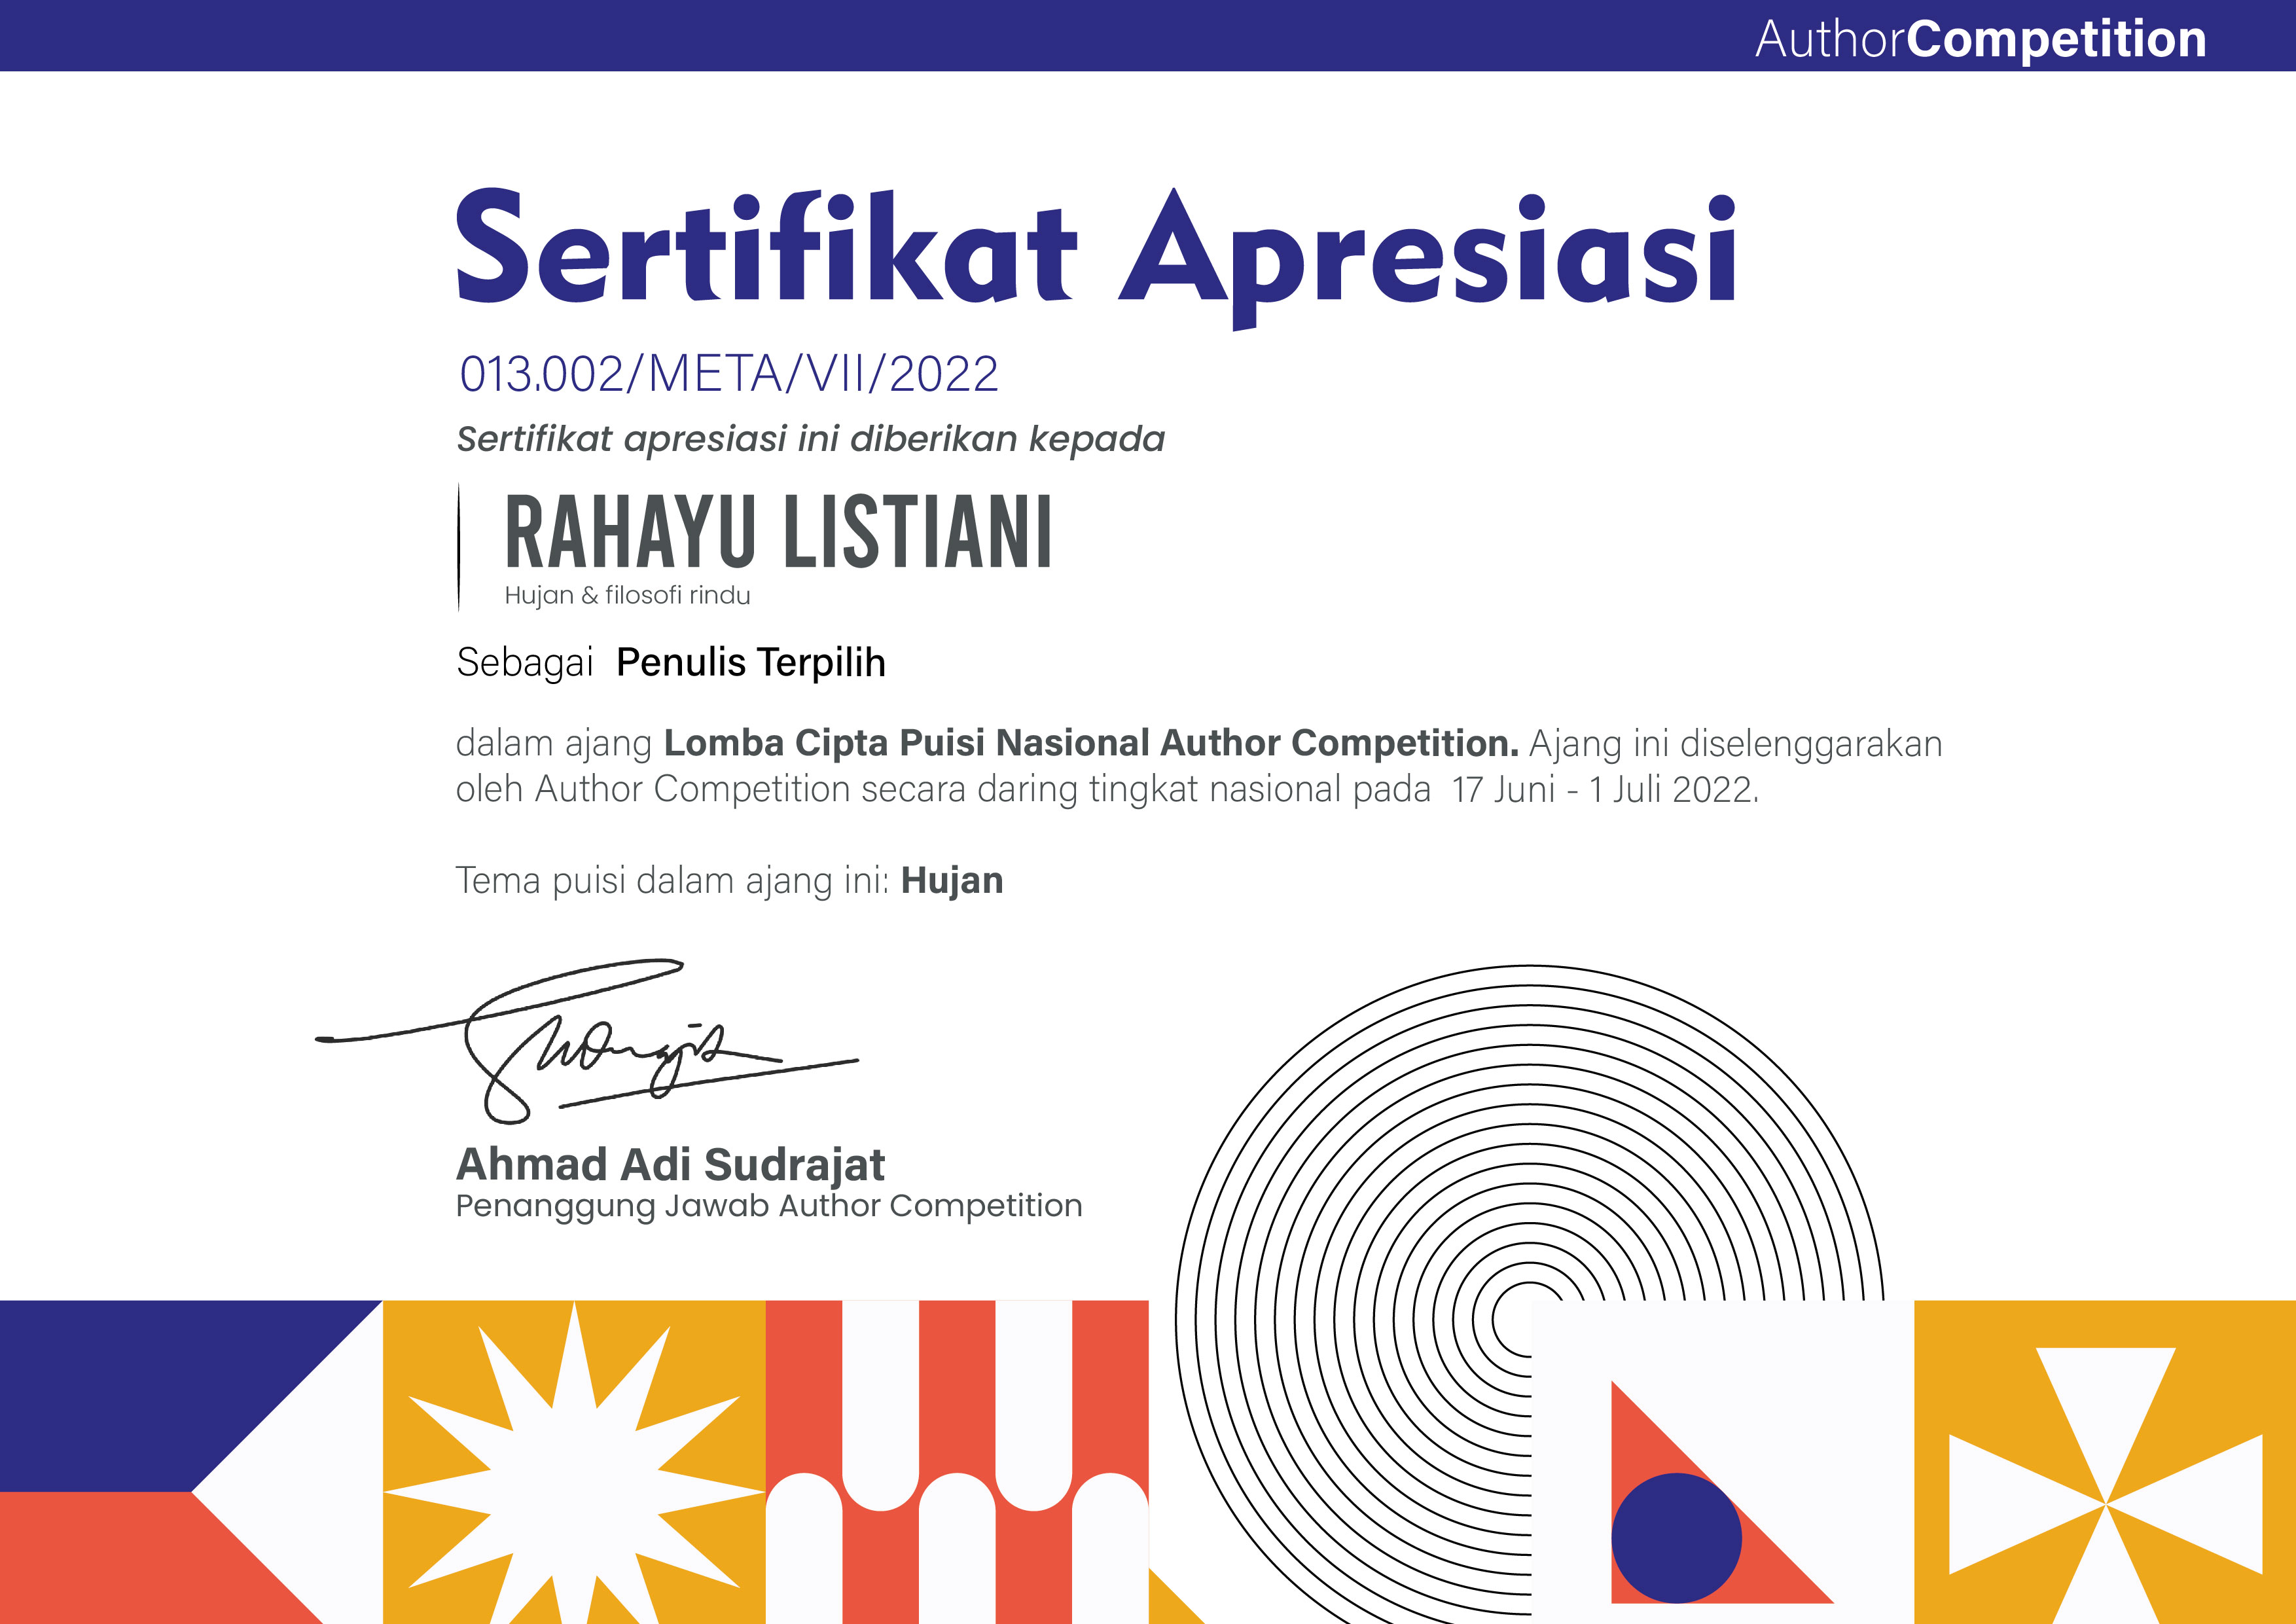 AuthorCompetition
Sertifikat Apresiasi
013.002/META/VII/2022
Sertifikat apresiasi ini diberikan kepada
RAHAYU LISTIANI
Hujan & filosofi rindu
Sebagai Penulis Terpilih
dalam ajang Lomba Cipta Puisi Nasional Author Competition. Ajang ini diselenggarakan
oleh Author Competition secara daring tingkat nasional pada 17 Juni - 1 Juli 2022.
Tema puisi dalam ajang ini: Hujan
Ahmad Adi Sudrajat
Penanggung Jawab Author Competition